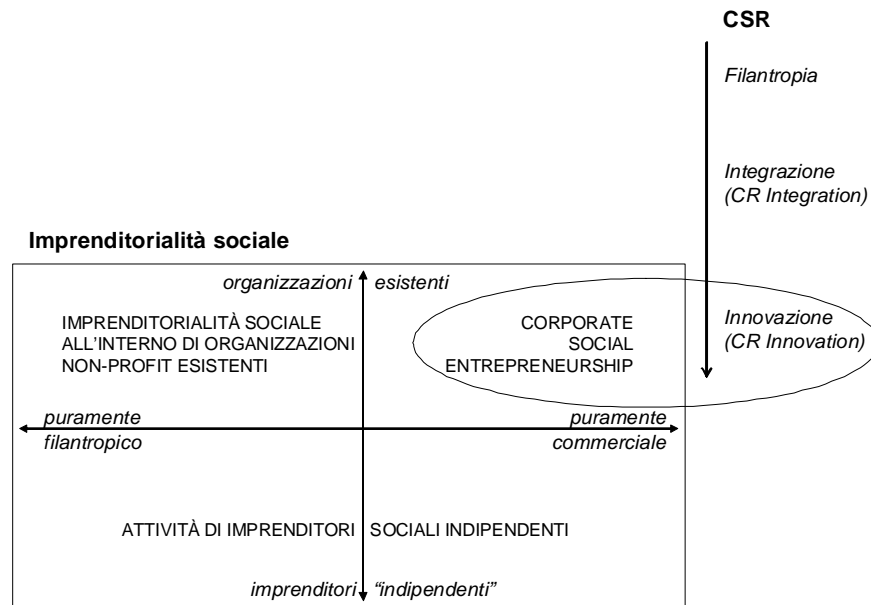 CSR
Filantropia
Integrazione
(CR Integration)
Imprenditorialità sociale
organizzazioni esistenti
IMPRENDITORIALITÀ SOCIALE
ALL'INTERNO DI ORGANIZZAZIONI
NON-PROFIT ESISTENTI
CORPORATE
SOCIAL
ENTREPRENEURSHIP
Innovazione
(CR Innovation)
puramente
filantropico
puramente
commerciale
ATTIVITÀ DI IMPRENDITORI SOCIALI INDIPENDENTI
imprenditori “indipendenti”